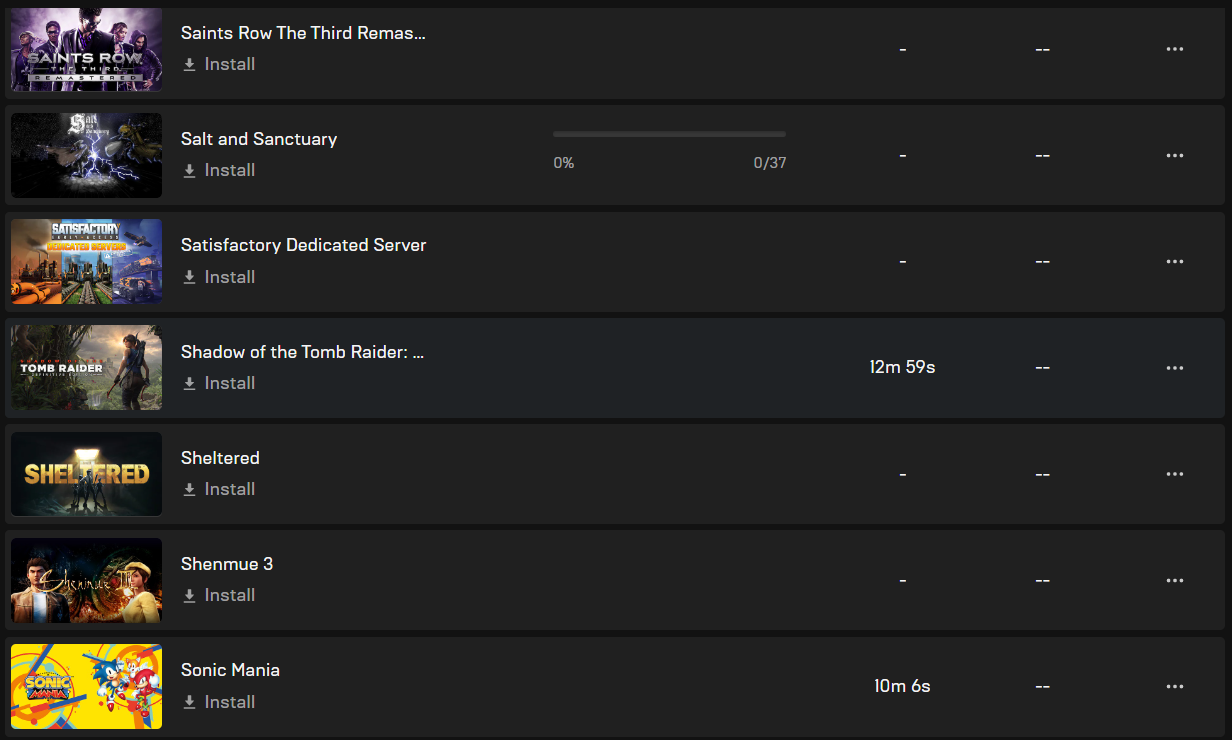 SAINTS ROW
THE THIRD
REMASTERED
Saints Row The Third Remas...
Install
-
--
Salt
and
Sanctuary
Salt and Sanctuary
Install
0%
0/37
-
--
SATISFACTORY
EARLY ACCESS
DEDICATED SERVERS
Satisfactory Dedicated Server
Install
-
--
SHADOW OF THE
TOMB RAIDER
DEFINITIVE EDITION
Shadow of the Tomb Raider: ...
Install
12m 59s
--
SHELTERED
Sheltered
Install
-
--
Shenmue III
Shenmue 3
Install
-
--
SONIC
MANIA
Sonic Mania
Install
10m 6s
--